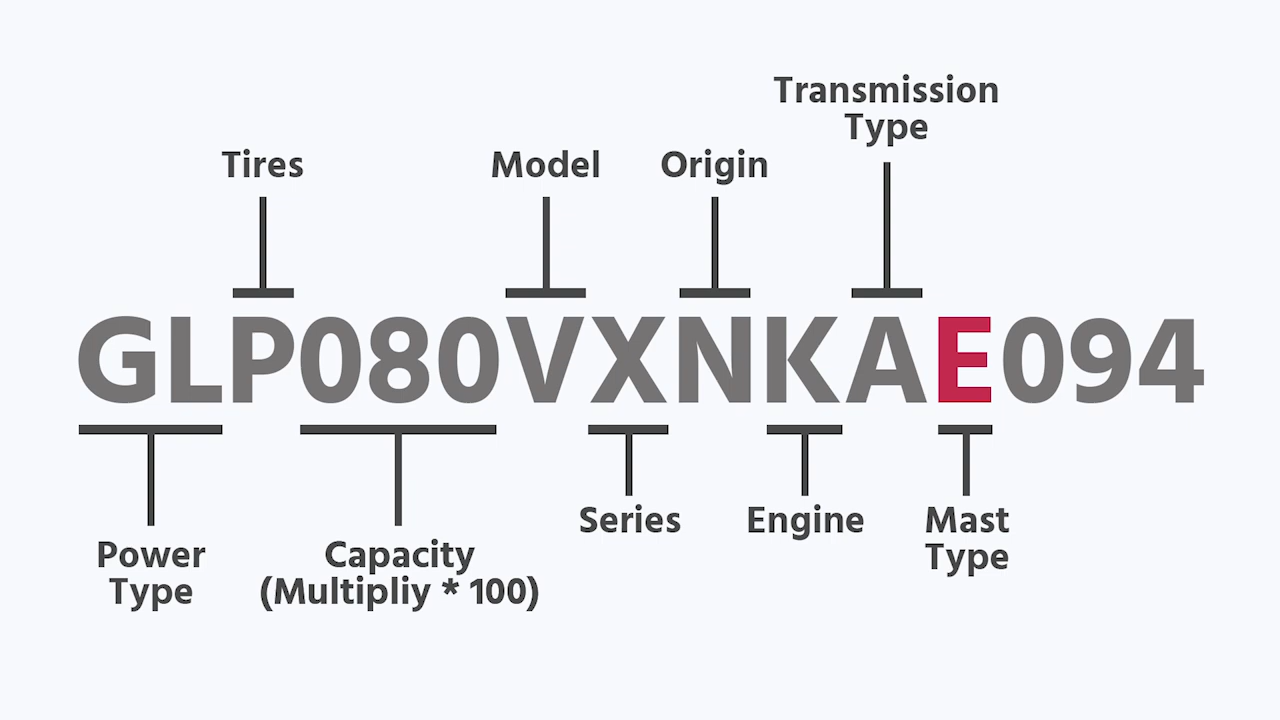 Transmission
Type
Tires
Model
Origin
GLP080VXNKAE094
Series
Engine
Mast
Type
Power
Type
Capacity
(Multipliy * 100)